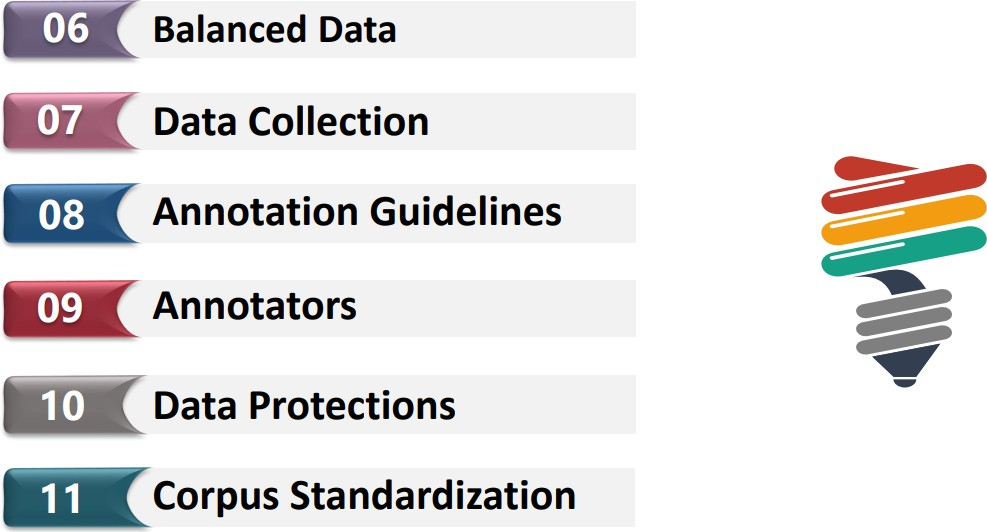 06 Balanced Data
07 Data Collection
08 Annotation Guidelines
09 Annotators
10 Data Protections
11 Corpus Standardization